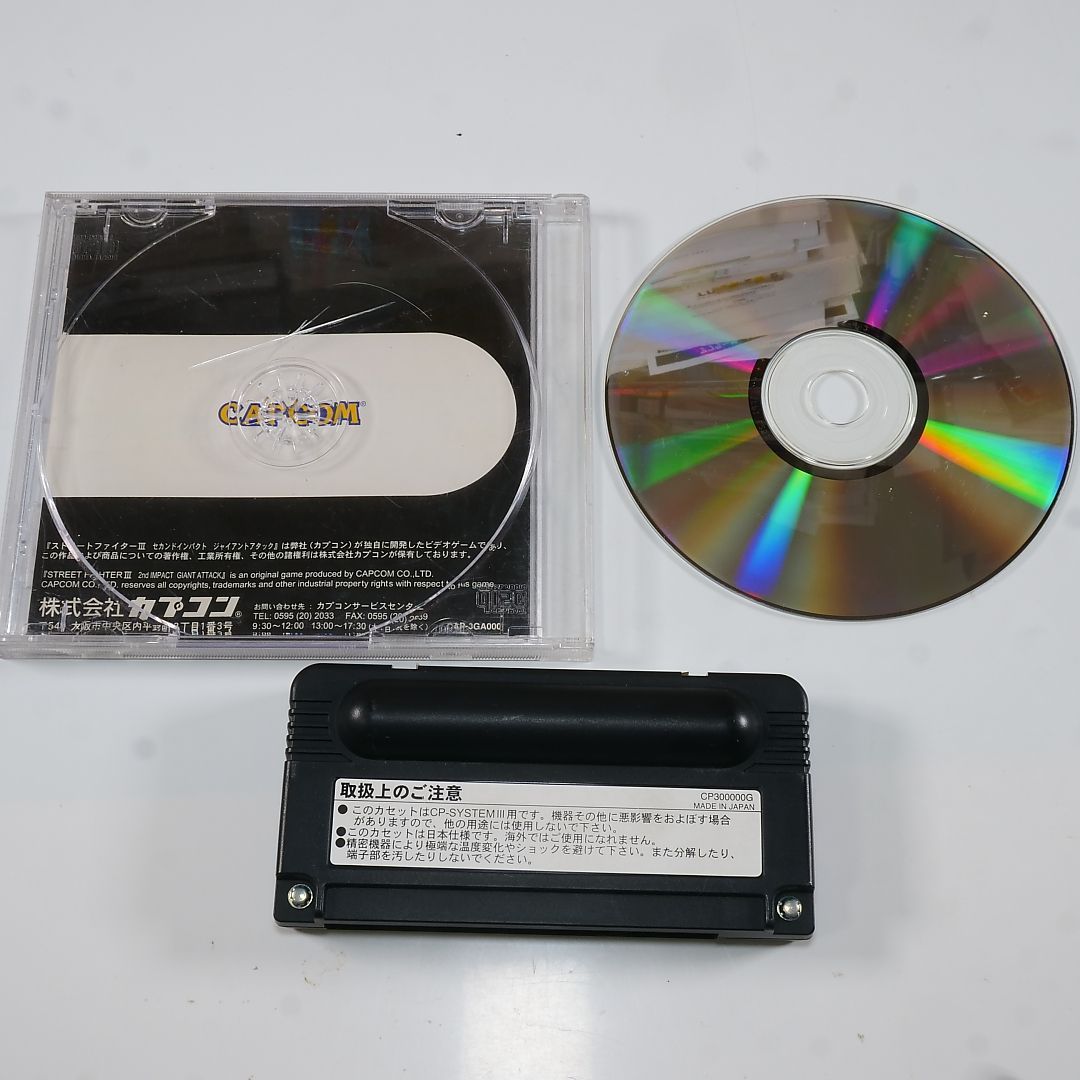 CAPCOM®
『ストリートファイターIII セカンドインパクト ジャイアントアタック』は弊社(カプコン)が独自に開発したビデオゲームであり、
この作品および商品についての著作権、工業所有権、その他の諸権利は株式会社カプコンが保有しております。
『STREET FIGHTER III 2nd IMPACT GIANT ATTACK』 is an original game produced by CAPCOM CO.,LTD.
CAPCOM CO., LTD. reserves all copyrights, trademarks and other industrial property rights with respect to this game.
株式会社 カプコン®
お問い合わせ先 : カプコンサービスセンター
TEL: 0595 (20) 2033 FAX: 0595 (20)
9:30~12:00 13:00~17:30
大阪市中央区内平野町 丁目1番3号
CAP-3GA000
取扱上のご注意
CP300000G
MADE IN JAPAN
●このカセットはCP-SYSTEMIII用です。機器その他に悪影響をおよぼす場合
がありますので、他の用途には使用しないで下さい。
●このカセットは日本仕様です。海外ではご使用になれません。
●精密機器により極端な温度変化やショックを避けて下さい。また分解したり、
端子部を汚したりしないでください。